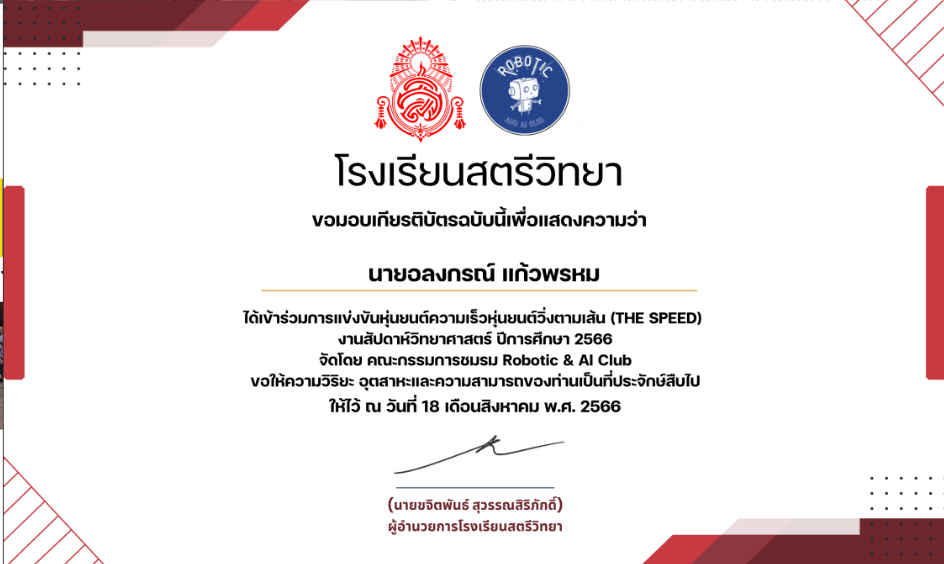 ROBOTIC
AND AI CLUB
โรงเรียนสตรีวิทยา
ขอมอบเกียรติบัตรฉบับนี้เพื่อแสดงความว่า
นายอลงกรณ์ แก้วพรหม
ได้เข้าร่วมการแข่งขันหุ่นยนต์ความเร็วหุ่นยนต์วิ่งตามเส้น (THE SPEED)
งานสัปดาห์วิทยาศาสตร์ ปีการศึกษา 2566
จัดโดย คณะกรรมการชมรม Robotic & AI Club
ขอให้ความวิริยะ อุตสาหะและความสามารถของท่านเป็นที่ประจักษ์สืบไป
ให้ไว้ ณ วันที่ 18 เดือนสิงหาคม พ.ศ. 2566
(นายขจิตพันธ์ สุวรรณสิริภักดิ์)
ผู้อำนวยการโรงเรียนสตรีวิทยา